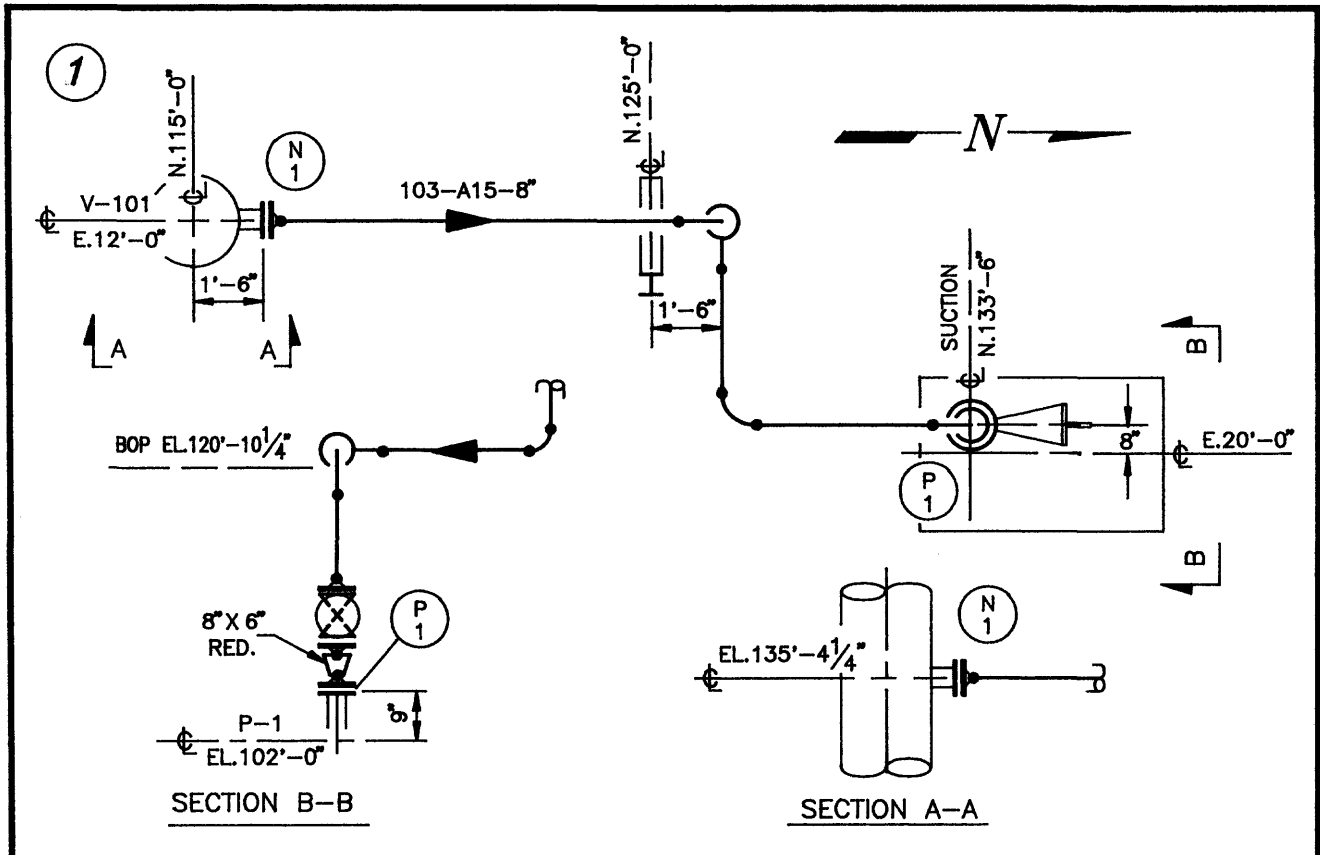 1
N.115'-0"
V-101
℄
E.12'-0"
1'-6"
A
A
N
1
103-A15-8"
N.125'-0"
℄
1'-6"
N
SUCTION
N.133'-6"
℄
B
8"
℄ E.20'-0"
P
1
B
BOP EL.120'-10 1/4"
8" X 6"
RED.
P
1
9"
P-1
℄
EL.102'-0"
SECTION B-B
N
1
EL.135'-4 1/4"
℄
SECTION A-A